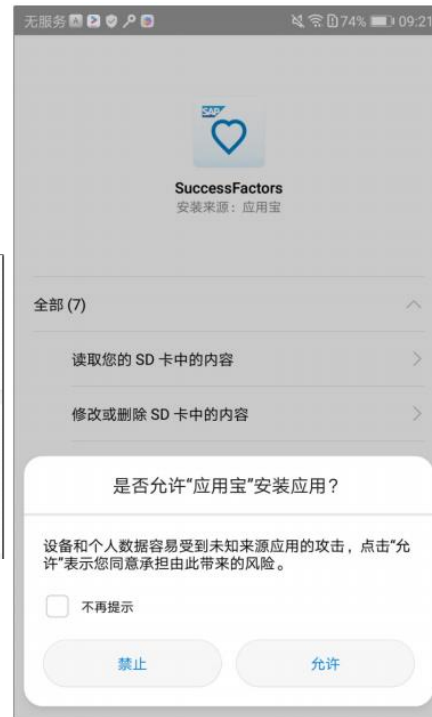 无服务
74% 09:21
SAP
SuccessFactors
安装来源：应用宝
全部 (7)
读取您的 SD 卡中的内容
修改或删除 SD 卡中的内容
是否允许“应用宝”安装应用？
设备和个人数据容易受到未知来源应用的攻击，点击“允
许”表示您同意承担由此带来的风险。
不再提示
禁止
允许